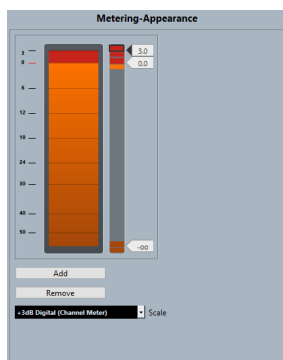 Metering-Appearance
3
0
6
12
18
24
30
40
50
3.0
0.0
-oo
Add
Remove
+3dB Digital (Channel Meter)
Scale